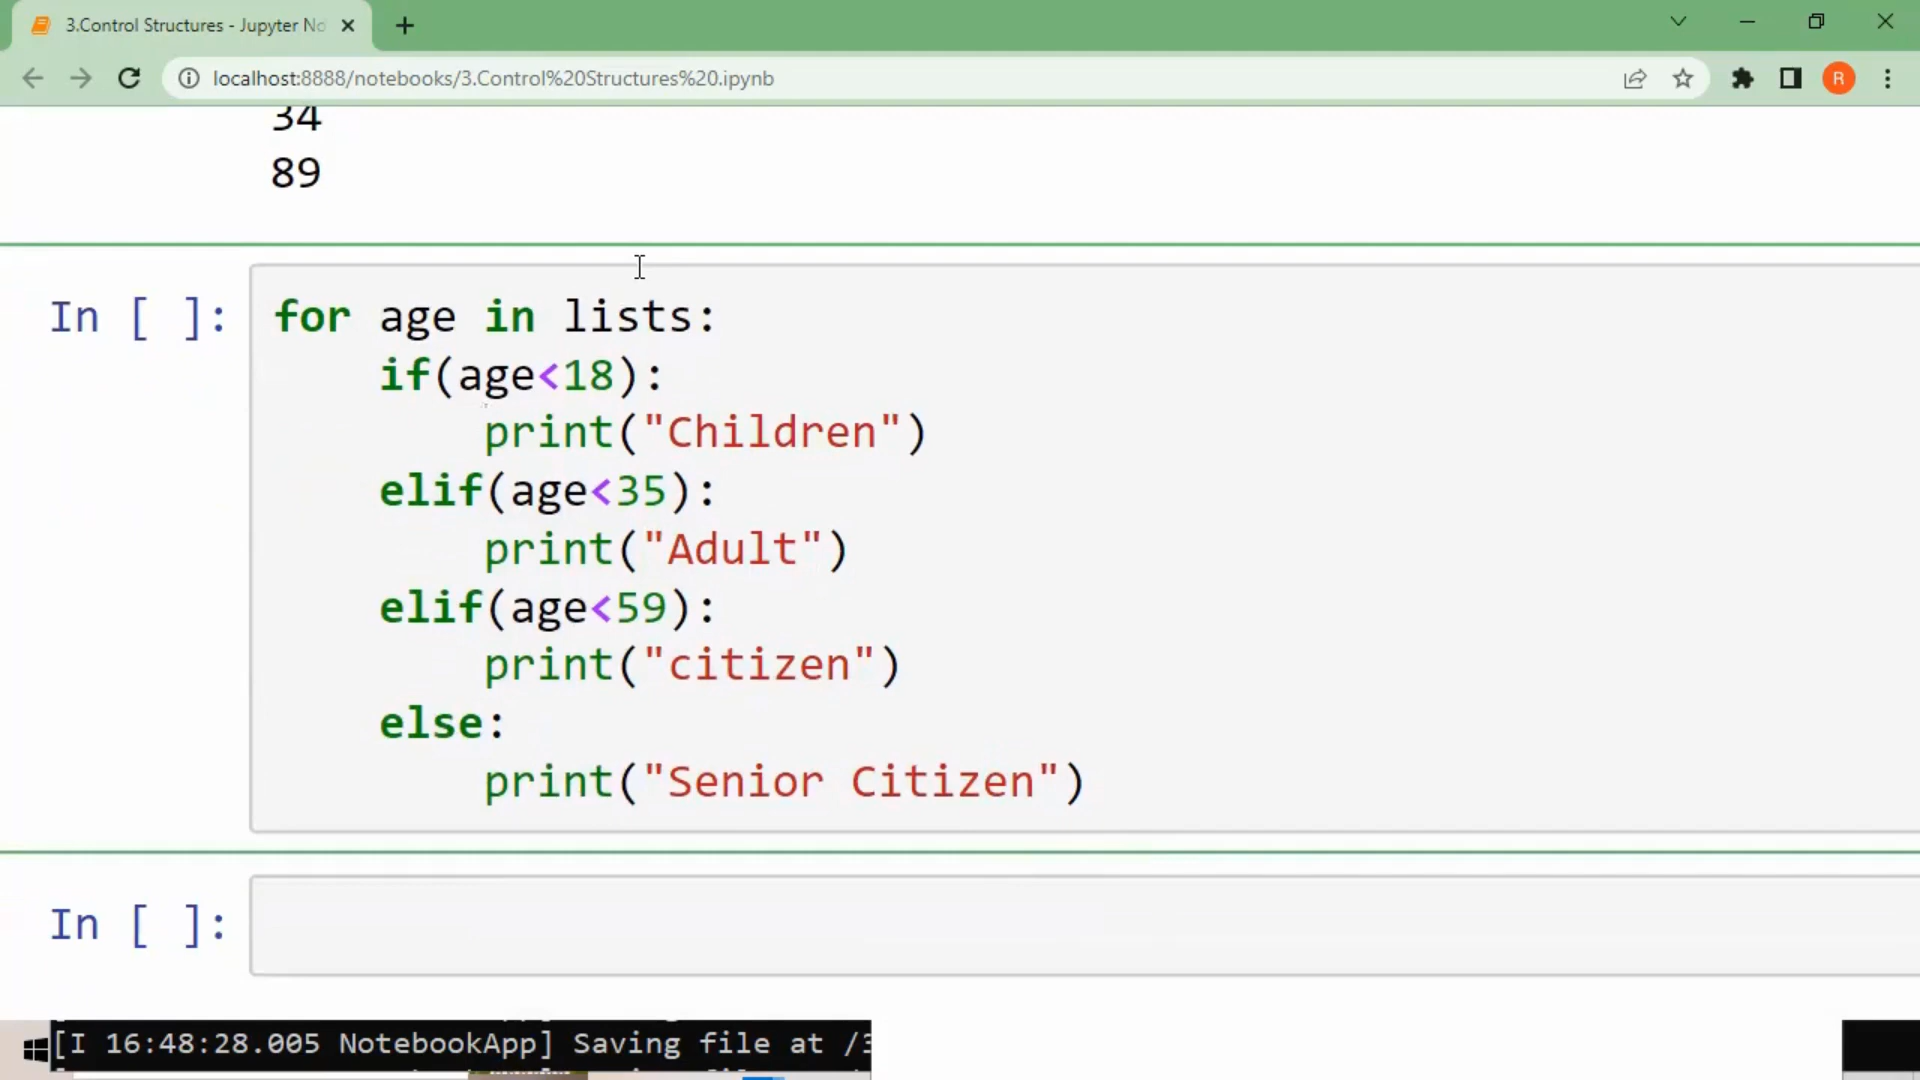 3.Control Structures - Jupyter No
localhost:8888/notebooks/3.Control%20Structures%20.ipynb
R
34
89
In [ ]:
for age in lists:
    if(age<18):
        print("Children")
    elif(age<35):
        print("Adult")
    elif(age<59):
        print("citizen")
    else:
        print("Senior Citizen")
In [ ]:
[I 16:48:28.005 NotebookApp] Saving file at /3